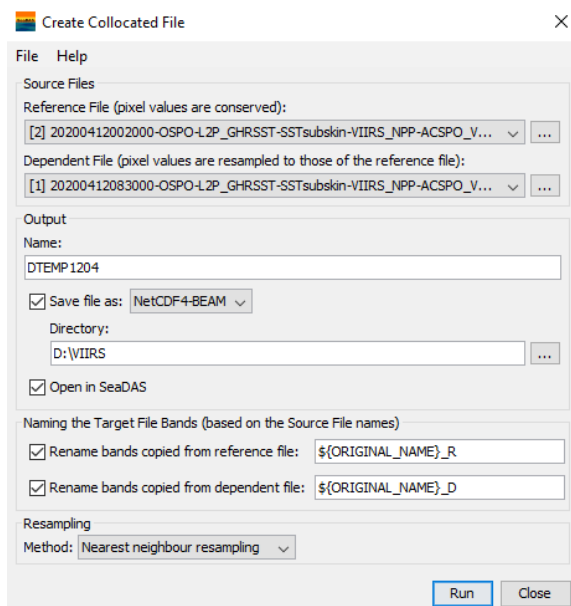 Create Collocated File
File Help
Source Files
Reference File (pixel values are conserved):
[2] 20200412002000-OSPO-L2P_GHRSST-SSTsubskin-VIIRS_NPP-ACSPO_V...
...
Dependent File (pixel values are resampled to those of the reference file):
[1] 20200412083000-OSPO-L2P_GHRSST-SSTsubskin-VIIRS_NPP-ACSPO_V...
...
Output
Name:
DTEMP1204
Save file as: NetCDF4-BEAM
Directory:
D:\VIIRS
...
Open in SeaDAS
Naming the Target File Bands (based on the Source File names)
Rename bands copied from reference file: ${ORIGINAL_NAME}_R
Rename bands copied from dependent file: ${ORIGINAL_NAME}_D
Resampling
Method: Nearest neighbour resampling
Run Close